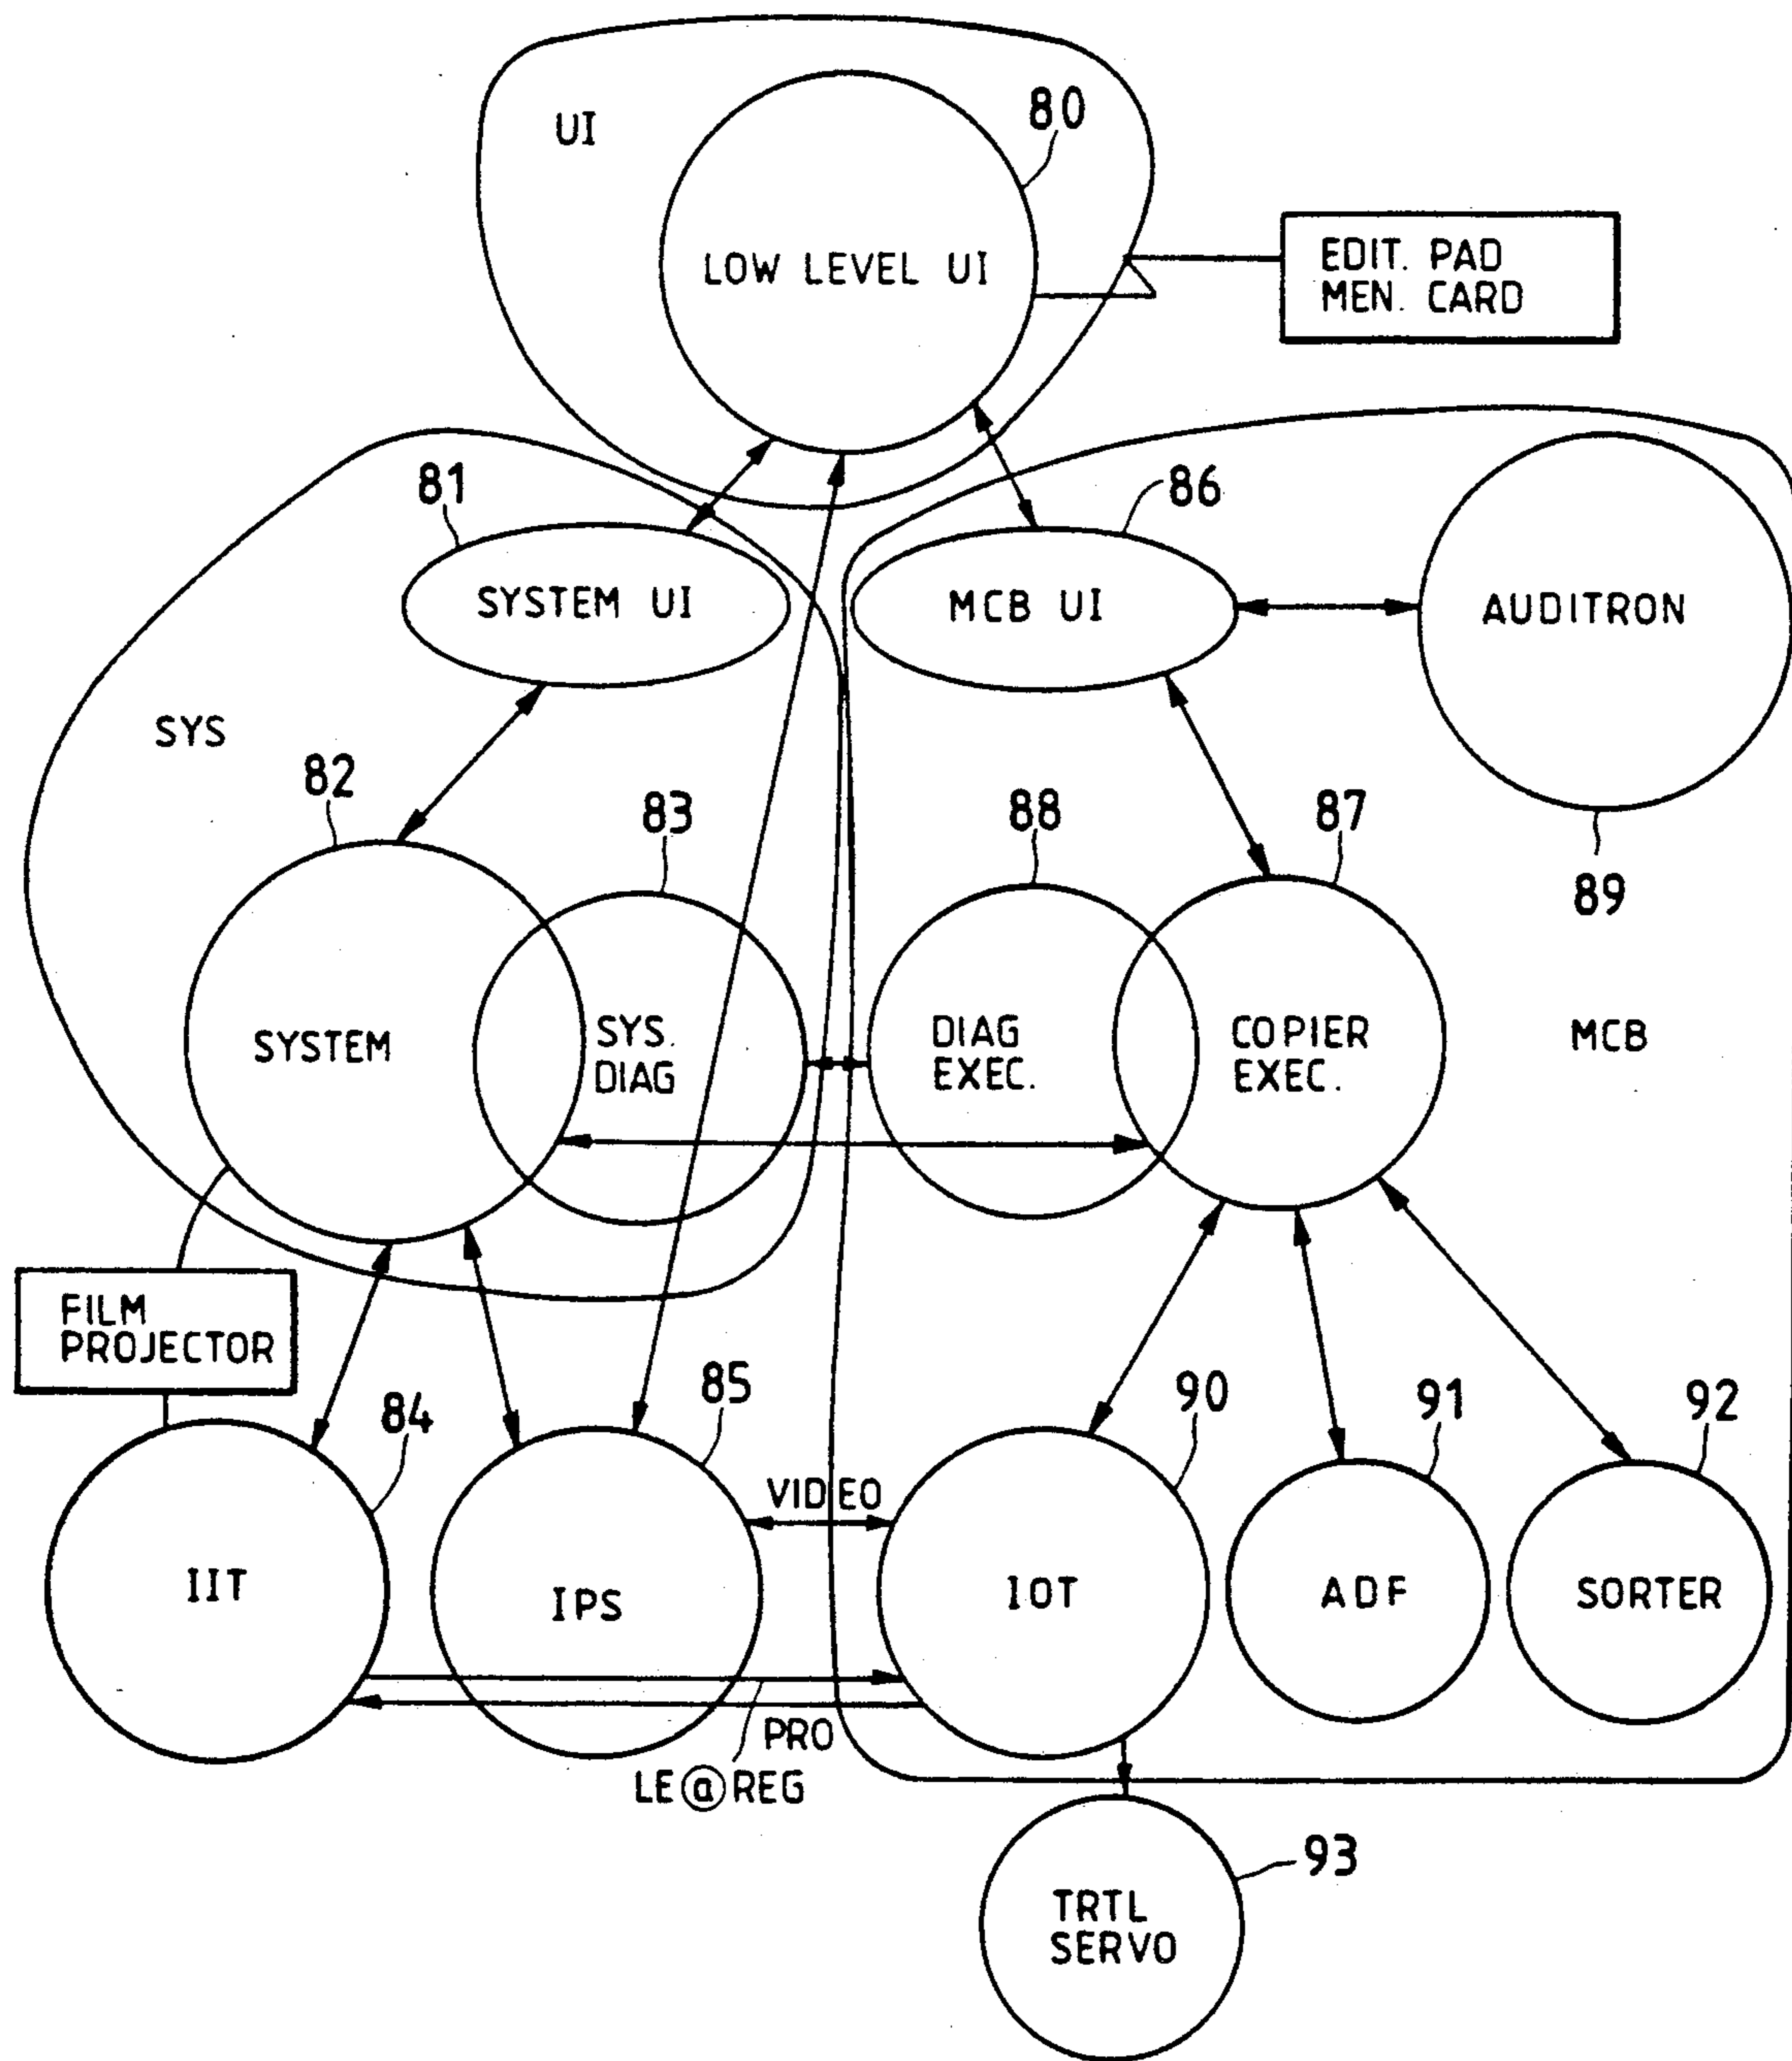 80
UI
LOW LEVEL UI
EDIT. PAD
MEN. CARD
81
86
SYSTEM UI
MCB UI
AUDITRON
SYS
82
83
88
87
89
SYSTEM
SYS.
DIAG
DIAG
EXEC.
COPIER
EXEC.
MCB
FILM
PROJECTOR
84
85
90
91
92
VIDEO
IIT
IPS
IOT
ADF
SORTER
PRO
LE@REG
93
TRTL
SERVO